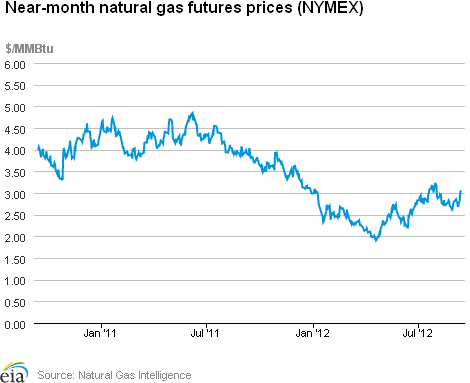 Near-month natural gas futures prices (NYMEX)
$/MMBtu
6.00
5.00
4.50
4.00
3.50
3.00
2.50
2.00
1.50
1.00
0.50
0.00
Jan '11
Jul '11
Jan '12
Jul '12
eia
Source: Natural Gas Intelligence